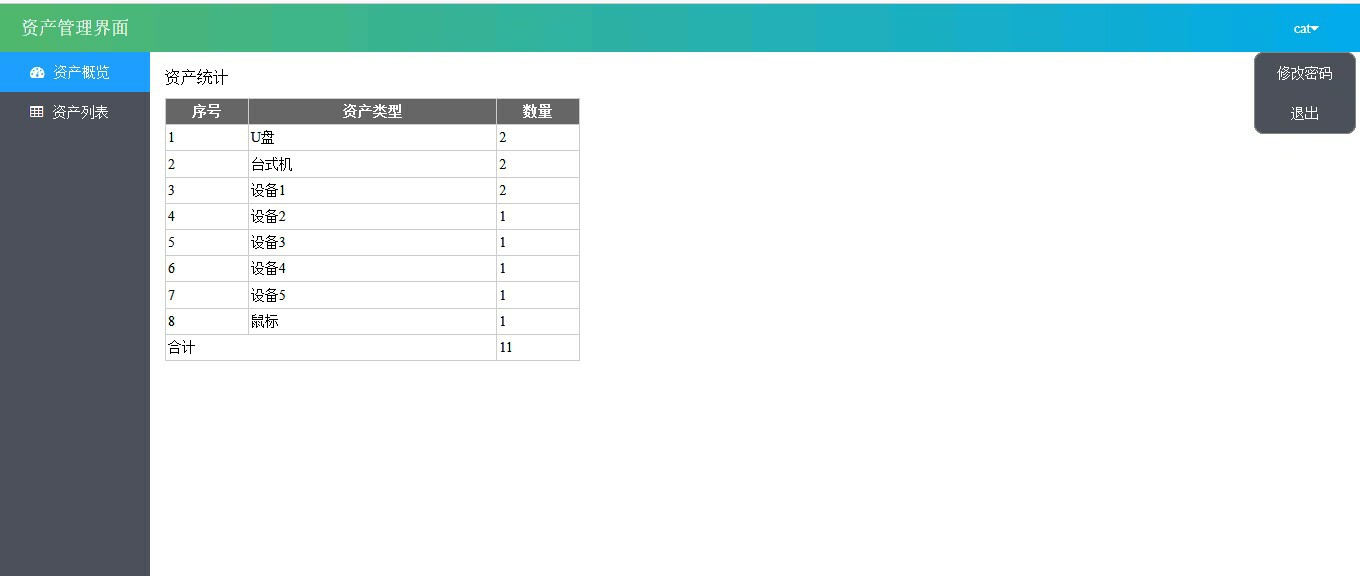 资产管理界面
cat
资产概览
资产列表
修改密码
退出
资产统计
序号 资产类型 数量
1 U盘 2
2 台式机 2
3 设备1 2
4 设备2 1
5 设备3 1
6 设备4 1
7 设备5 1
8 鼠标 1
合计 11